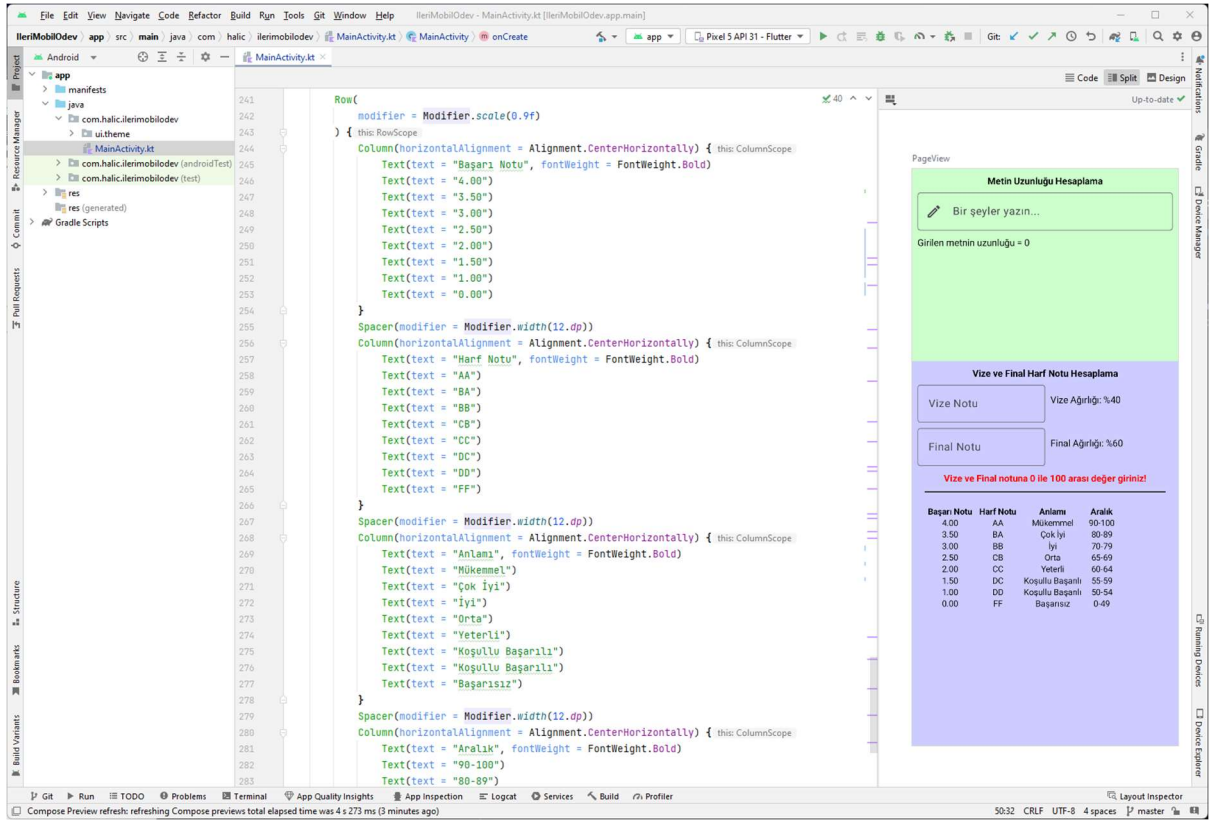 File Edit View Navigate Code Refactor Build Run Tools Git Window Help IleriMobilOdev - MainActivity.kt [IleriMobilOdev.app.main]
IleriMobilOdev app src main java com halic ilerimobilodev MainActivity.kt MainActivity onCreate app Pixel 5 API 31 - Flutter Git:
Project
Android
MainActivity.kt
Code Split Design
Up-to-date
app
manifests
java
com.halic.ilerimobilodev
ui.theme
MainActivity.kt
com.halic.ilerimobilodev (androidTest)
com.halic.ilerimobilodev (test)
res
res (generated)
Gradle Scripts
Resource Manager
Commit
Pull Requests
Structure
Bookmarks
Build Variants
40
241 Row(
242 modifier = Modifier.scale(0.9f)
243 ) { this: RowScope
244 Column(horizontalAlignment = Alignment.CenterHorizontally) { this: ColumnScope
245 Text(text = "Başarı Notu", fontWeight = FontWeight.Bold)
246 Text(text = "4.00")
247 Text(text = "3.50")
248 Text(text = "3.00")
249 Text(text = "2.50")
250 Text(text = "2.00")
251 Text(text = "1.50")
252 Text(text = "1.00")
253 Text(text = "0.00")
254 }
255 Spacer(modifier = Modifier.width(12.dp))
256 Column(horizontalAlignment = Alignment.CenterHorizontally) { this: ColumnScope
257 Text(text = "Harf Notu", fontWeight = FontWeight.Bold)
258 Text(text = "AA")
259 Text(text = "BA")
260 Text(text = "BB")
261 Text(text = "CB")
262 Text(text = "CC")
263 Text(text = "DC")
264 Text(text = "DD")
265 Text(text = "FF")
266 }
267 Spacer(modifier = Modifier.width(12.dp))
268 Column(horizontalAlignment = Alignment.CenterHorizontally) { this: ColumnScope
269 Text(text = "Anlamı", fontWeight = FontWeight.Bold)
270 Text(text = "Mükemmel")
271 Text(text = "Çok İyi")
272 Text(text = "İyi")
273 Text(text = "Orta")
274 Text(text = "Yeterli")
275 Text(text = "Koşullu Başarılı")
276 Text(text = "Koşullu Başarılı")
277 Text(text = "Başarısız")
278 }
279 Spacer(modifier = Modifier.width(12.dp))
280 Column(horizontalAlignment = Alignment.CenterHorizontally) { this: ColumnScope
281 Text(text = "Aralık", fontWeight = FontWeight.Bold)
282 Text(text = "90-100")
283 Text(text = "80-89")
PageView
Metin Uzunluğu Hesaplama
Bir şeyler yazın...
Girilen metnin uzunluğu = 0
Vize ve Final Harf Notu Hesaplama
Vize Notu Vize Ağırlığı: %40
Final Notu Final Ağırlığı: %60
Vize ve Final notuna 0 ile 100 arası değer giriniz!
Başarı Notu Harf Notu Anlamı Aralık
4.00 AA Mükemmel 90-100
3.50 BA Çok İyi 80-89
3.00 BB İyi 70-79
2.50 CB Orta 65-69
2.00 CC Yeterli 60-64
1.50 DC Koşullu Başarılı 55-59
1.00 DD Koşullu Başarılı 50-54
0.00 FF Başarısız 0-49
Notifications
Gradle
Device Manager
Running Devices
Device Explorer
Git Run TODO Problems Terminal App Quality Insights App Inspection Logcat Services Build Profiler Layout Inspector
Compose Preview refresh: refreshing Compose previews total elapsed time was 4 s 273 ms (3 minutes ago) 50:32 CRLF UTF-8 4 spaces master